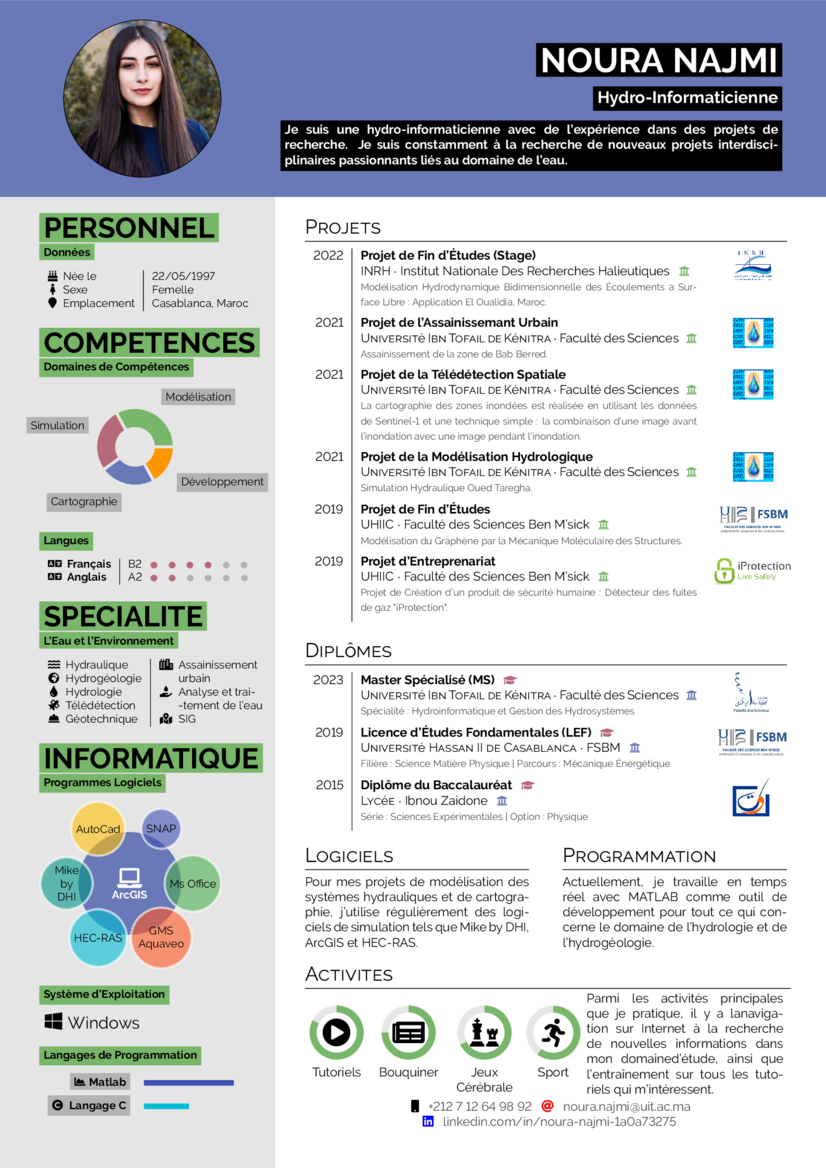 NOURA NAJMI
Hydro-Informaticienne
Je suis une hydro-informaticienne avec de l'expérience dans des projets de
recherche. Je suis constamment à la recherche de nouveaux projets interdisci-
plinaires passionnants liés au domaine de l'eau.
PERSONNEL
Données
Née le 22/05/1997
Sexe Femelle
Emplacement Casablanca, Maroc
COMPETENCES
Domaines de Compétences
Modélisation
Simulation
Développement
Cartographie
Langues
Français B2
Anglais A2
SPECIALITE
L'Eau et l'Environnement
Hydraulique
Hydrogéologie
Hydrologie
Télédétection
Géotechnique
Assainissement
urbain
Analyse et trai-
-tement de l'eau
SIG
INFORMATIQUE
Programmes Logiciels
AutoCad
SNAP
Mike
by
DHI
ArcGIS
Ms Office
HEC-RAS
GMS
Aquaveo
Système d'Exploitation
Windows
Langages de Programmation
Matlab
Langage C
PROJETS
2022 Projet de Fin d'Études (Stage)
INRH · Institut Nationale Des Recherches Halieutiques
Modélisation Hydrodynamique Bidimensionnelle des Écoulements a Sur-
face Libre : Application El Oualidia, Maroc.
INRH
2021 Projet de l'Assainissemant Urbain
UNIVERSITÉ IBN TOFAIL DE KÉNITRA · Faculté des Sciences
Assainissement de la zone de Bab Berred.
2021 Projet de la Télédétection Spatiale
UNIVERSITÉ IBN TOFAIL DE KÉNITRA · Faculté des Sciences
La cartographie des zones inondées est réalisée en utilisant les données
de Sentinel-1 et une technique simple : la combinaison d'une image avant
l'inondation avec une image pendant l'inondation.
2021 Projet de la Modélisation Hydrologique
UNIVERSITÉ IBN TOFAIL DE KÉNITRA · Faculté des Sciences
Simulation Hydraulique Oued Taregha.
2019 Projet de Fin d'Études
UHIIC · Faculté des Sciences Ben M'sick
Modélisation du Graphène par la Mécanique Moléculaire des Structures.
FSBM
2019 Projet d'Entreprenariat
UHIIC · Faculté des Sciences Ben M'sick
Projet de Création d'un produit de sécurité humaine : Détecteur des fuites
de gaz "iProtection".
iProtection
Live Safely
DIPLÔMES
2023 Master Spécialisé (MS)
UNIVERSITÉ IBN TOFAIL DE KÉNITRA · Faculté des Sciences
Spécialité : Hydroinformatique et Gestion des Hydrosystèmes
2019 Licence d'Études Fondamentales (LEF)
UNIVERSITÉ HASSAN II DE CASABLANCA · FSBM
Filière : Science Matière Physique | Parcours : Mécanique Énergétique
FSBM
2015 Diplôme du Baccalauréat
LYCÉE · Ibnou Zaidone
Série : Sciences Expérimentales | Option : Physique
LOGICIELS
Pour mes projets de modélisation des
systèmes hydrauliques et de cartogra-
phie, j'utilise régulièrement des logi-
ciels de simulation tels que Mike by DHI,
ArcGIS et HEC-RAS.
PROGRAMMATION
Actuellement, je travaille en temps
réel avec MATLAB comme outil de
développement pour tout ce qui con-
cerne le domaine de l'hydrologie et de
l'hydrogéologie.
ACTIVITES
Tutoriels
Bouquiner
Jeux
Cérébrale
Sport
Parmi les activités principales
que je pratique, il y a lanaviga-
tion sur Internet à la recherche
de nouvelles informations dans
mon domained'étude, ainsi que
l'entraînement sur tous les tuto-
riels qui m'intéressent.
+212 7 12 64 98 92 @ noura.najmi@uit.ac.ma
linkedin.com/in/noura-najmi-1a0a73275